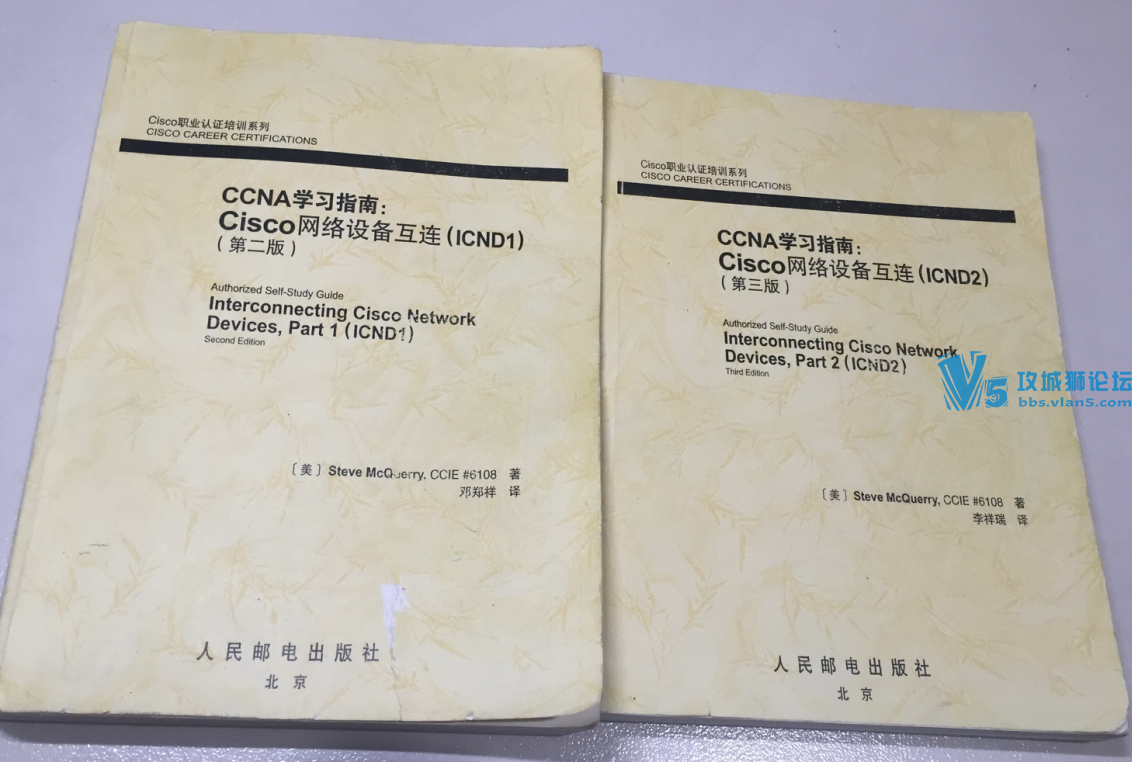 Cisco职业认证培训系列
CISCO CAREER CERTIFICATIONS
CCNA学习指南：
Cisco网络设备互连（ICND1）
（第二版）
Authorized Self-Study Guide
Interconnecting Cisco Network
Devices, Part 1 (ICND1)
Second Edition
〔美〕Steve McQuerry, CCIE #6108 著
邓郑祥 译
人民邮电出版社
北京
Cisco职业认证培训系列
CISCO CAREER CERTIFICATIONS
CCNA学习指南：
Cisco网络设备互连（ICND2）
（第三版）
Authorized Self-Study Guide
Interconnecting Cisco Network
Devices, Part 2 (ICND2)
Third Edition
〔美〕Steve McQuerry, CCIE #6108 著
李祥瑞 译
人民邮电出版社
北京
V5 攻城狮论坛
bbs.vlan5.com